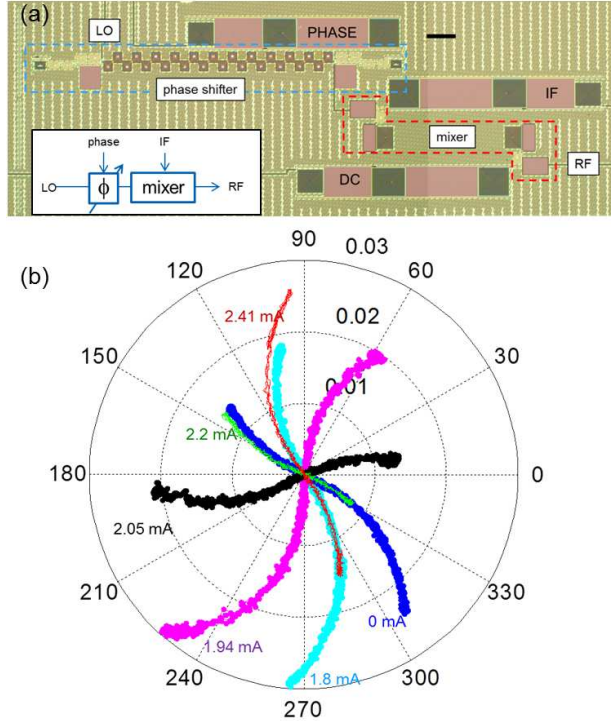 (a)
LO
PHASE
phase shifter
IF
mixer
RF
DC
phase
IF
LO
ϕ
mixer
RF
(b)
90
0.03
120
60
2.41 mA
0.02
150
30
0.01
2.2 mA
180
0
2.05 mA
210
330
0 mA
1.94 mA
240
1.8 mA
300
270